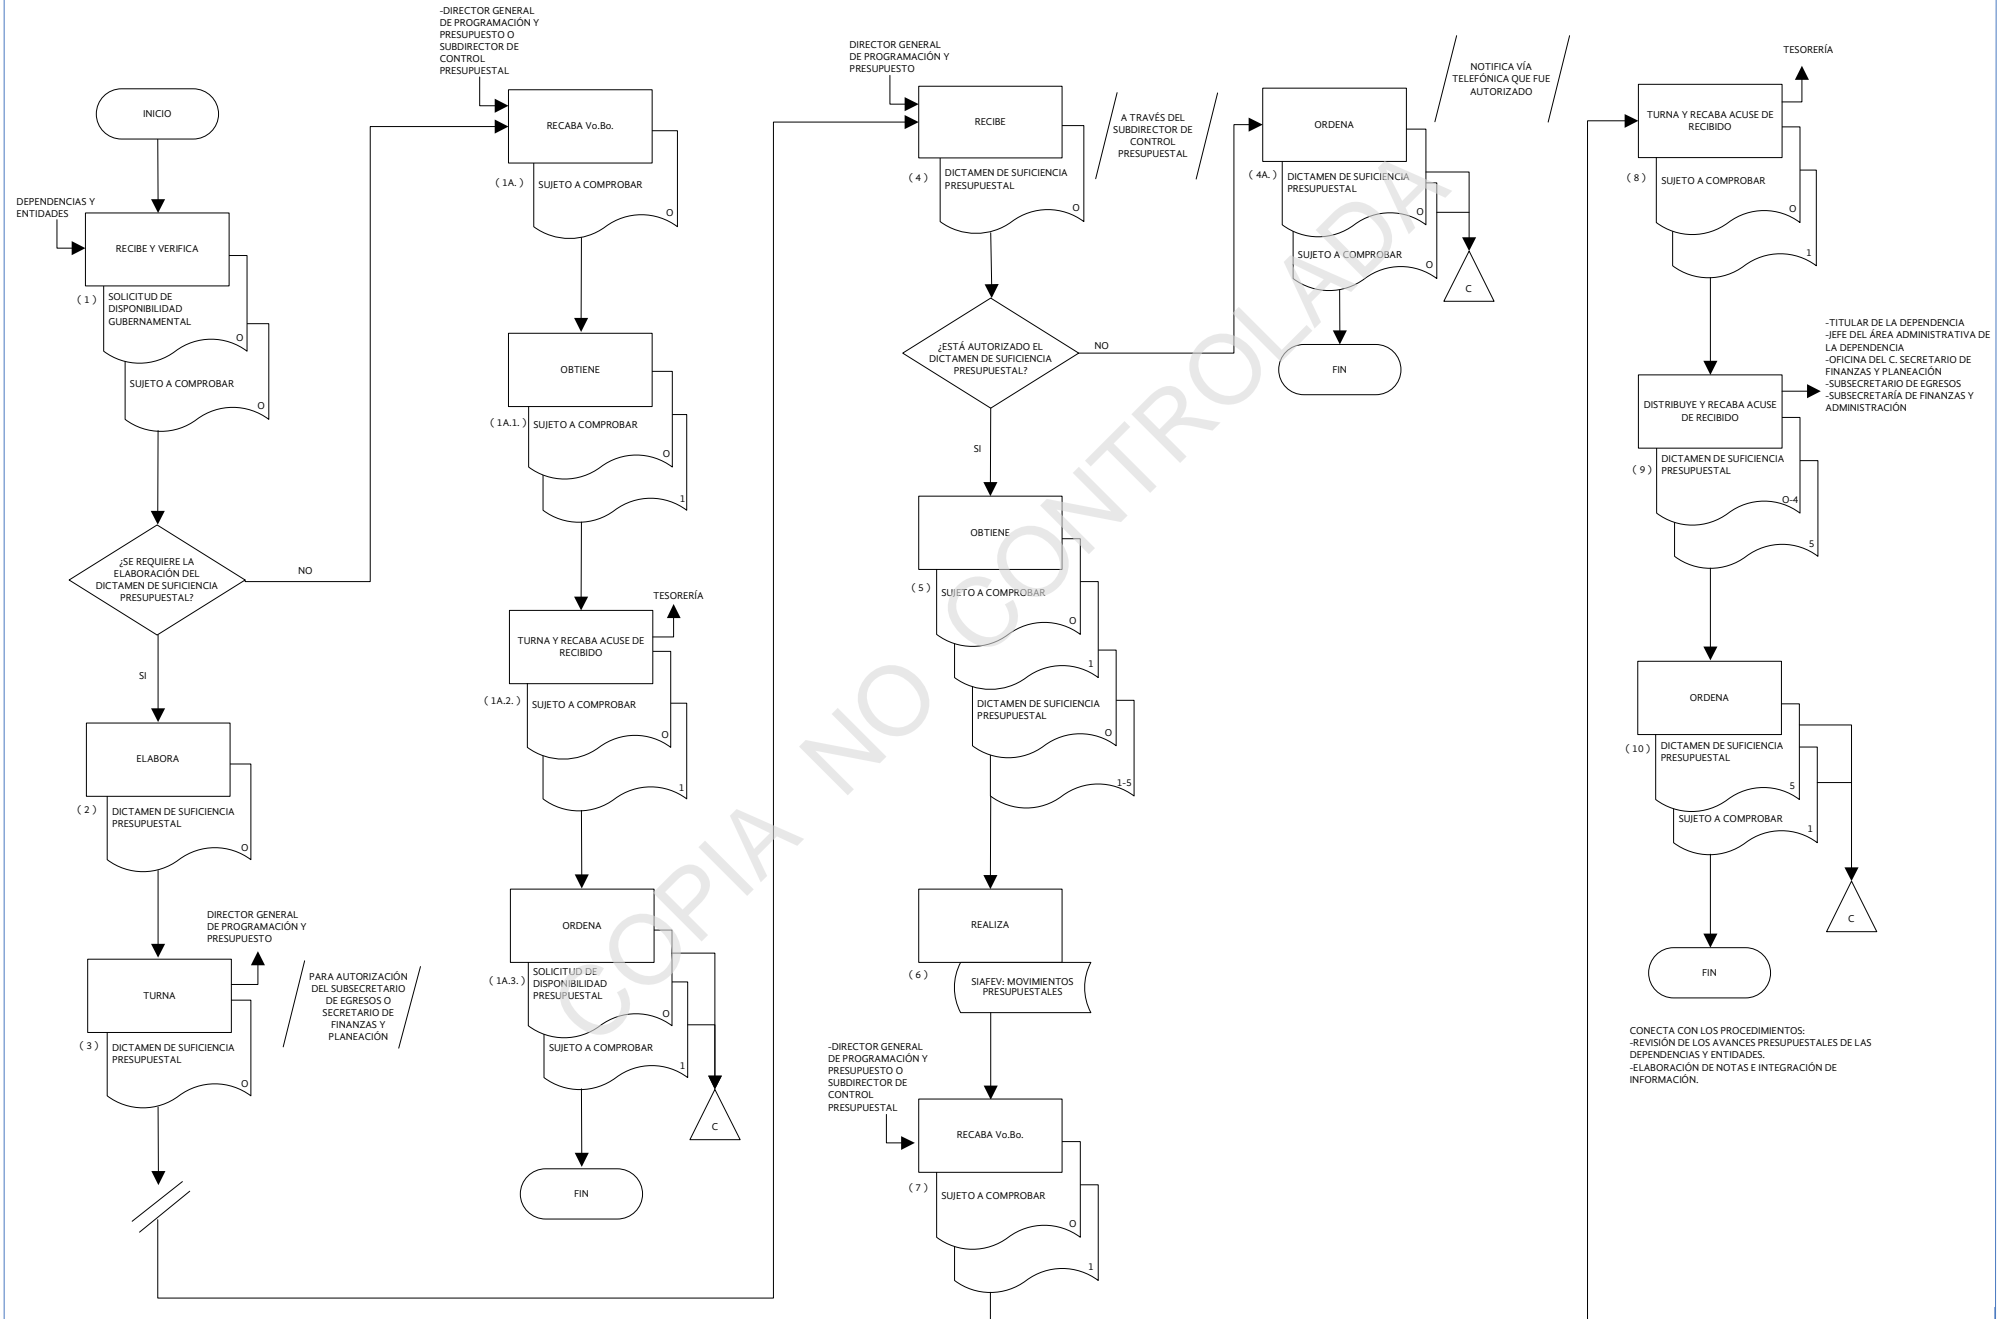 INICIO
DEPENDENCIAS Y
ENTIDADES
RECIBE Y VERIFICA
( 1 )
SOLICITUD DE
DISPONIBILIDAD
GUBERNAMENTAL
O
SUJETO A COMPROBAR
O
¿SE REQUIERE LA
ELABORACIÓN DEL
DICTAMEN DE SUFICIENCIA
PRESUPUESTAL?
NO
SI
ELABORA
( 2 )
DICTAMEN DE SUFICIENCIA
PRESUPUESTAL
O
DIRECTOR GENERAL
DE PROGRAMACIÓN Y
PRESUPUESTO
TURNA
PARA AUTORIZACIÓN
DEL SUBSECRETARIO
DE EGRESOS O
SECRETARIO DE
FINANZAS Y
PLANEACIÓN
( 3 )
DICTAMEN DE SUFICIENCIA
PRESUPUESTAL
O
-DIRECTOR GENERAL
DE PROGRAMACIÓN Y
PRESUPUESTO O
SUBDIRECTOR DE
CONTROL
PRESUPUESTAL
RECABA Vo.Bo.
( 1A. )
SUJETO A COMPROBAR
O
OBTIENE
( 1A.1. )
SUJETO A COMPROBAR
O
1
TESORERÍA
TURNA Y RECABA ACUSE DE
RECIBIDO
( 1A.2. )
SUJETO A COMPROBAR
O
1
ORDENA
( 1A.3. )
SOLICITUD DE
DISPONIBILIDAD
PRESUPUESTAL
O
SUJETO A COMPROBAR
1
C
FIN
DIRECTOR GENERAL
DE PROGRAMACIÓN Y
PRESUPUESTO
RECIBE
A TRAVÉS DEL
SUBDIRECTOR DE
CONTROL
PRESUPUESTAL
( 4 )
DICTAMEN DE SUFICIENCIA
PRESUPUESTAL
O
¿ESTÁ AUTORIZADO EL
DICTAMEN DE SUFICIENCIA
PRESUPUESTAL?
NO
SI
OBTIENE
( 5 )
SUJETO A COMPROBAR
O
1
DICTAMEN DE SUFICIENCIA
PRESUPUESTAL
O
1-5
REALIZA
( 6 )
SIAFEV: MOVIMIENTOS
PRESUPUESTALES
-DIRECTOR GENERAL
DE PROGRAMACIÓN Y
PRESUPUESTO O
SUBDIRECTOR DE
CONTROL
PRESUPUESTAL
RECABA Vo.Bo.
( 7 )
SUJETO A COMPROBAR
O
1
NOTIFICA VÍA
TELEFÓNICA QUE FUE
AUTORIZADO
ORDENA
( 4A. )
DICTAMEN DE SUFICIENCIA
PRESUPUESTAL
O
SUJETO A COMPROBAR
O
C
FIN
TESORERÍA
TURNA Y RECABA ACUSE DE
RECIBIDO
( 8 )
SUJETO A COMPROBAR
O
1
-TITULAR DE LA DEPENDENCIA
-JEFE DEL ÁREA ADMINISTRATIVA DE
LA DEPENDENCIA
-OFICINA DEL C. SECRETARIO DE
FINANZAS Y PLANEACIÓN
-SUBSECRETARIO DE EGRESOS
-SUBSECRETARÍA DE FINANZAS Y
ADMINISTRACIÓN
DISTRIBUYE Y RECABA ACUSE
DE RECIBIDO
( 9 )
DICTAMEN DE SUFICIENCIA
PRESUPUESTAL
O-4
5
ORDENA
( 10 )
DICTAMEN DE SUFICIENCIA
PRESUPUESTAL
5
SUJETO A COMPROBAR
1
C
FIN
CONECTA CON LOS PROCEDIMIENTOS:
-REVISIÓN DE LOS AVANCES PRESUPUESTALES DE LAS
DEPENDENCIAS Y ENTIDADES.
-ELABORACIÓN DE NOTAS E INTEGRACIÓN DE
INFORMACIÓN.
COPIA NO CONTROLADA